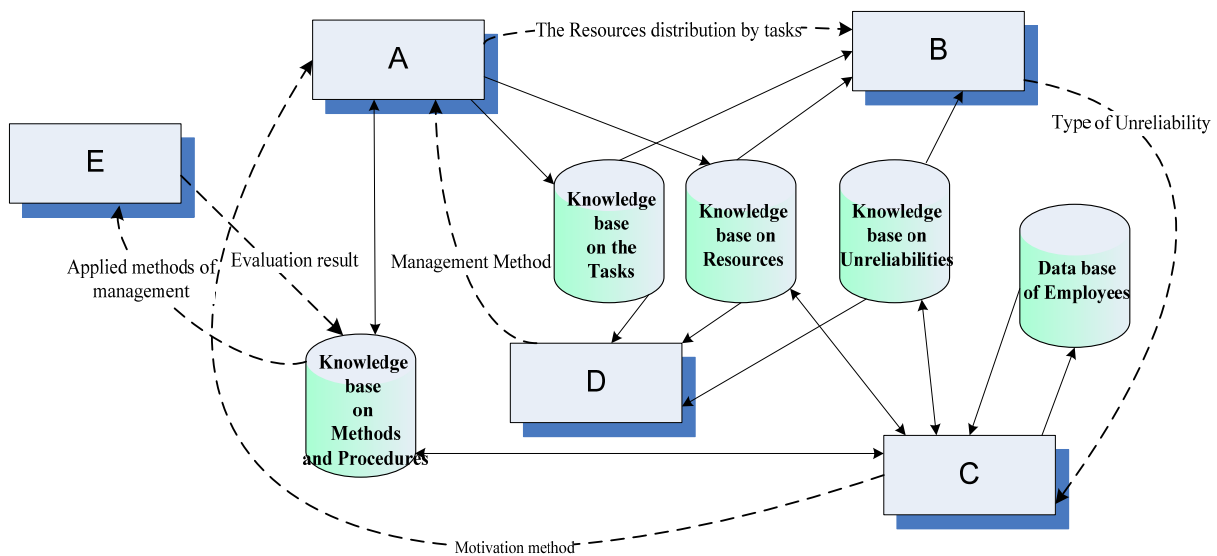 A
The Resources distribution by tasks
B
Type of Unreliability
E
Knowledge
base
on the
Tasks
Knowledge
base on
Resources
Knowledge
base on
Unreliabilities
Data base
of Employees
Applied methods of
management
Evaluation result
Management Method
Knowledge
base
on
Methods
and Procedures
D
C
Motivation method